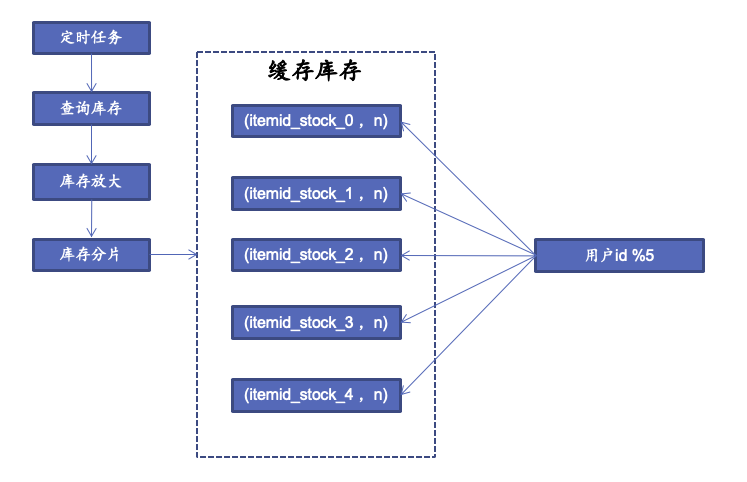 定时任务
查询库存
库存放大
库存分片
缓存库存
(itemid_stock_0 ，n)
(itemid_stock_1 ，n)
(itemid_stock_2 ，n)
(itemid_stock_3 ，n)
(itemid_stock_4 ，n)
用户id %5